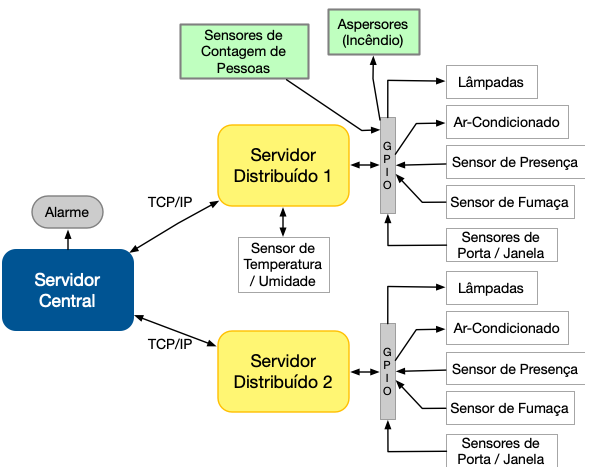 Sensores de
Contagem de
Pessoas
Aspersores
(Incêndio)
Lâmpadas
Ar-Condicionado
Sensor de Presença
Sensor de Fumaça
Sensores de
Porta / Janela
GPIO
Servidor
Distribuído 1
TCP/IP
Alarme
Sensor de
Temperatura
/ Umidade
Servidor
Central
TCP/IP
Servidor
Distribuído 2
GPIO
Lâmpadas
Ar-Condicionado
Sensor de Presença
Sensor de Fumaça
Sensores de
Porta / Janela